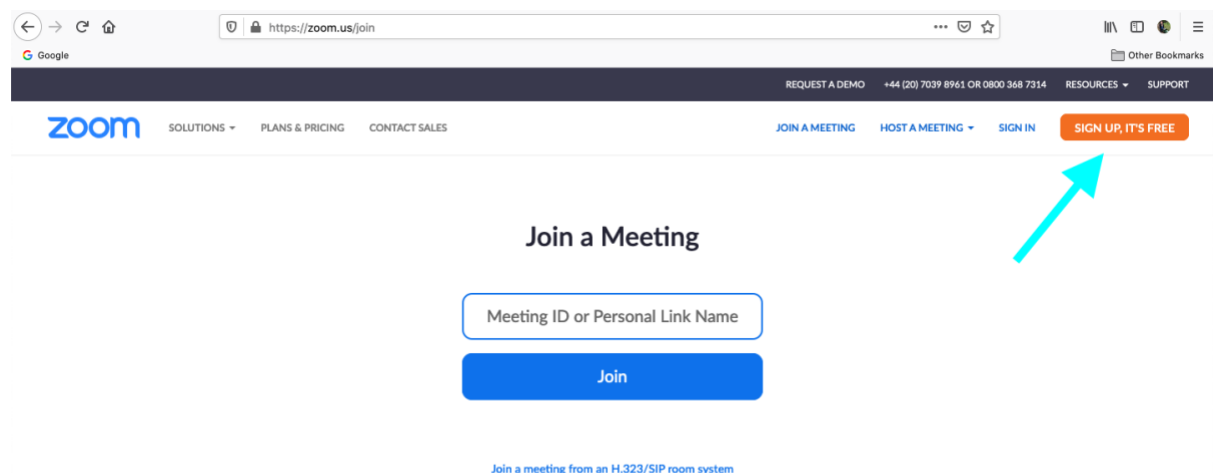 https://zoom.us/join
Google
Other Bookmarks
REQUEST A DEMO +44 (20) 7039 8961 OR 0800 368 7314 RESOURCES SUPPORT
zoom SOLUTIONS PLANS & PRICING CONTACT SALES JOIN A MEETING HOST A MEETING SIGN IN SIGN UP, IT'S FREE
Join a Meeting
Meeting ID or Personal Link Name
Join
Join a meeting from an H.323/SIP room system